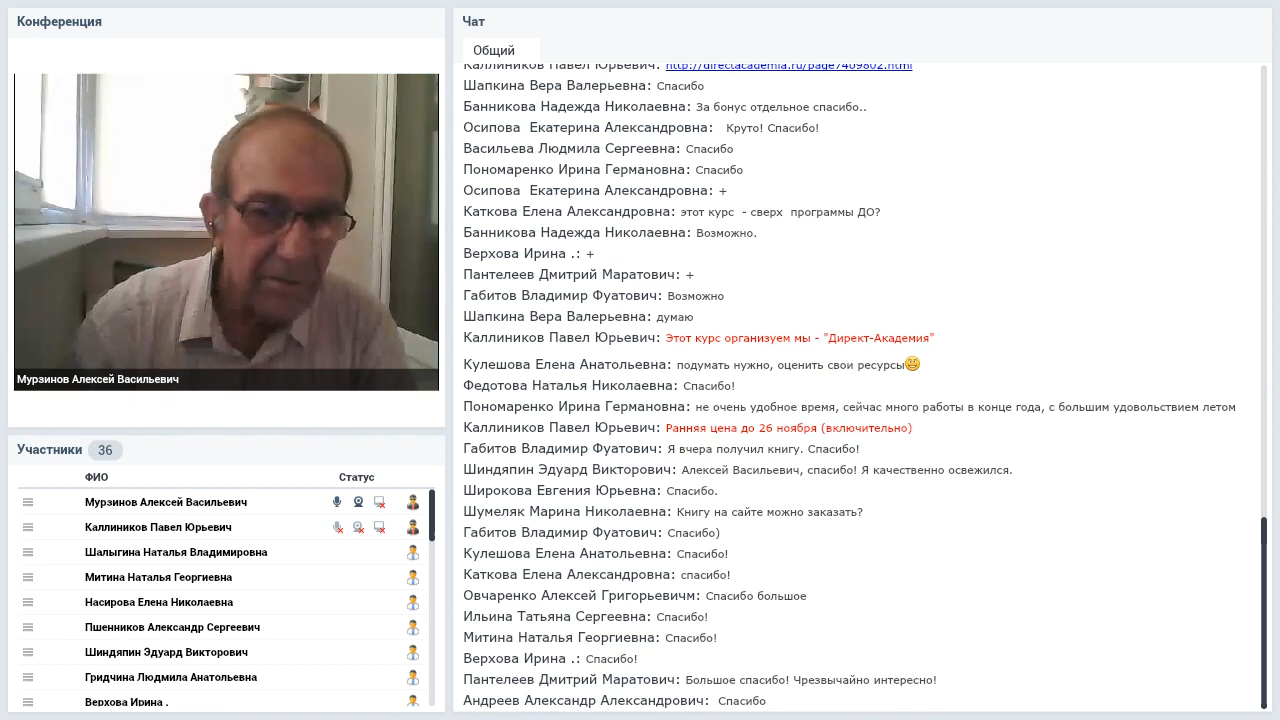 Конференция
Мурзинов Алексей Васильевич
Участники 36
ФИО Статус
Мурзинов Алексей Васильевич
Каллиников Павел Юрьевич
Шалыгина Наталья Владимировна
Митина Наталья Георгиевна
Насирова Елена Николаевна
Пшенников Александр Сергеевич
Шиндяпин Эдуард Викторович
Гридчина Людмила Анатольевна
Верхова Ирина .
Чат
Общий
Каллиников Павел Юрьевич: http://directacademia.ru/page7409802.html
Шапкина Вера Валерьевна: Спасибо
Банникова Надежда Николаевна: За бонус отдельное спасибо..
Осипова Екатерина Александровна: Круто! Спасибо!
Васильева Людмила Сергеевна: Спасибо
Пономаренко Ирина Германовна: Спасибо
Осипова Екатерина Александровна: +
Каткова Елена Александровна: этот курс - сверх программы ДО?
Банникова Надежда Николаевна: Возможно.
Верхова Ирина .: +
Пантелеев Дмитрий Маратович: +
Габитов Владимир Фуатович: Возможно
Шапкина Вера Валерьевна: думаю
Каллиников Павел Юрьевич: Этот курс организуем мы - "Директ-Академия"
Кулешова Елена Анатольевна: подумать нужно, оценить свои ресурсы
Федотова Наталья Николаевна: Спасибо!
Пономаренко Ирина Германовна: не очень удобное время, сейчас много работы в конце года, с большим удовольствием летом
Каллиников Павел Юрьевич: Ранняя цена до 26 ноября (включительно)
Габитов Владимир Фуатович: Я вчера получил книгу. Спасибо!
Шиндяпин Эдуард Викторович: Алексей Васильевич, спасибо! Я качественно освежился.
Широкова Евгения Юрьевна: Спасибо.
Шумеляк Марина Николаевна: Книгу на сайте можно заказать?
Габитов Владимир Фуатович: Спасибо)
Кулешова Елена Анатольевна: Спасибо!
Каткова Елена Александровна: спасибо!
Овчаренко Алексей Григорьевичм: Спасибо большое
Ильина Татьяна Сергеевна: Спасибо!
Митина Наталья Георгиевна: Спасибо!
Верхова Ирина .: Спасибо!
Пантелеев Дмитрий Маратович: Большое спасибо! Чрезвычайно интересно!
Андреев Александр Александрович: Спасибо